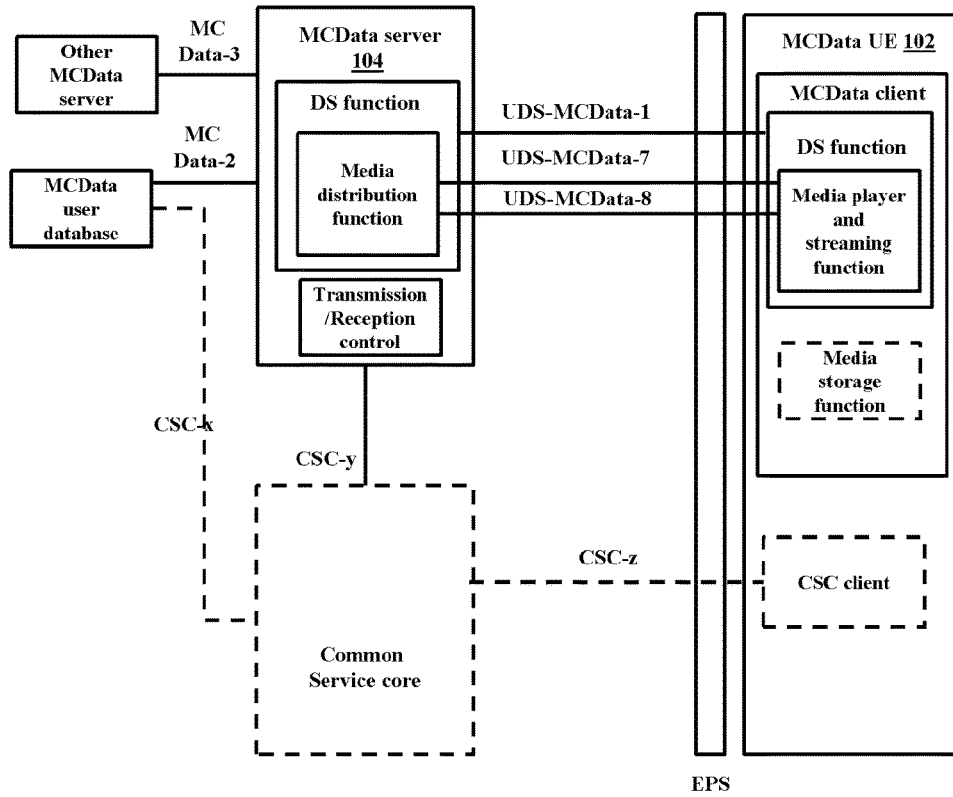 Other
MCData
server
MC
Data-3
MC
Data-2
MCData
user
database
MCData server
104
DS function
Media
distribution
function
Transmission
/Reception
control
UDS-MCData-1
UDS-MCData-7
UDS-MCData-8
MCData UE 102
MCData client
DS function
Media player
and
streaming
function
Media
storage
function
CSC-x
CSC-y
CSC-z
Common
Service core
CSC client
EPS